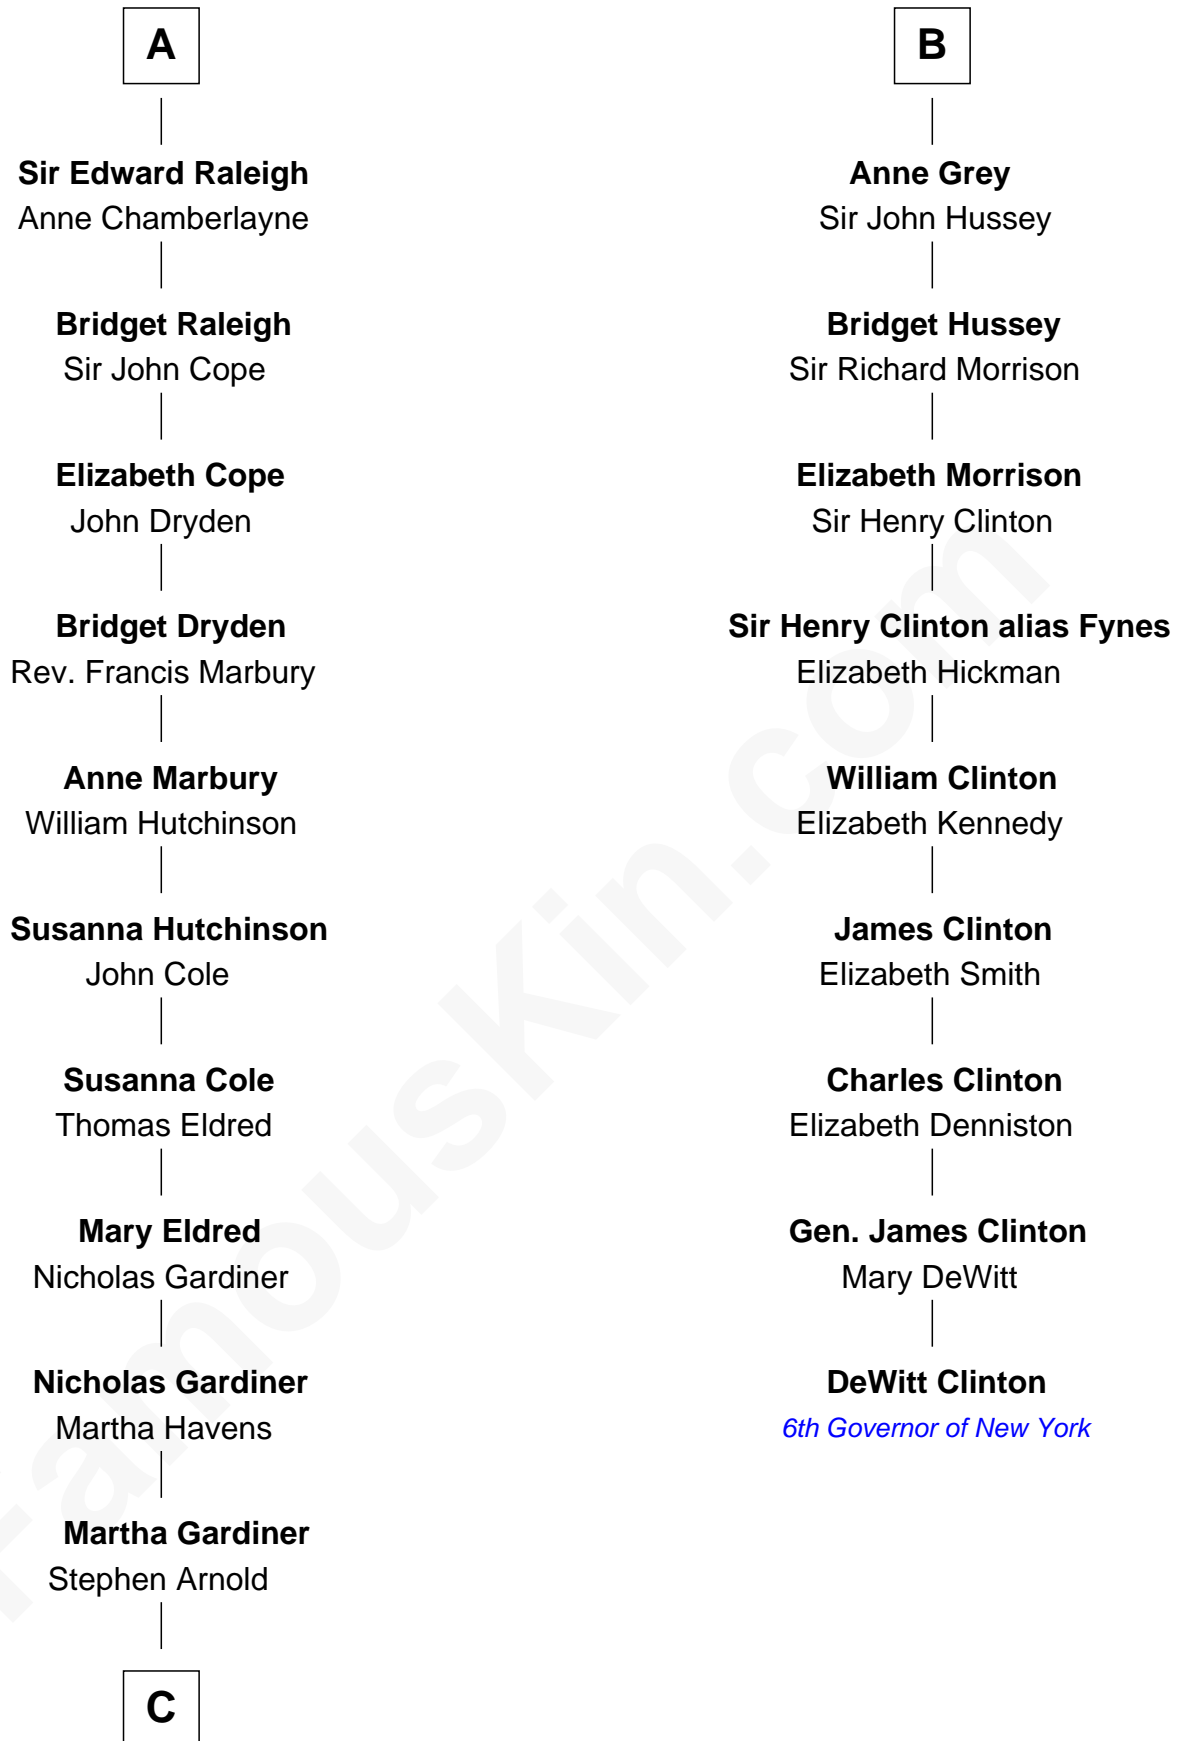 A
Sir Edward Raleigh
Anne Chamberlayne
Bridget Raleigh
Sir John Cope
Elizabeth Cope
John Dryden
Bridget Dryden
Rev. Francis Marbury
Anne Marbury
William Hutchinson
Susanna Hutchinson
John Cole
Susanna Cole
Thomas Eldred
Mary Eldred
Nicholas Gardiner
Nicholas Gardiner
Martha Havens
Martha Gardiner
Stephen Arnold
C
B
Anne Grey
Sir John Hussey
Bridget Hussey
Sir Richard Morrison
Elizabeth Morrison
Sir Henry Clinton
Sir Henry Clinton alias Fynes
Elizabeth Hickman
William Clinton
Elizabeth Kennedy
James Clinton
Elizabeth Smith
Charles Clinton
Elizabeth Denniston
Gen. James Clinton
Mary DeWitt
DeWitt Clinton
6th Governor of New York
FamousKin.com